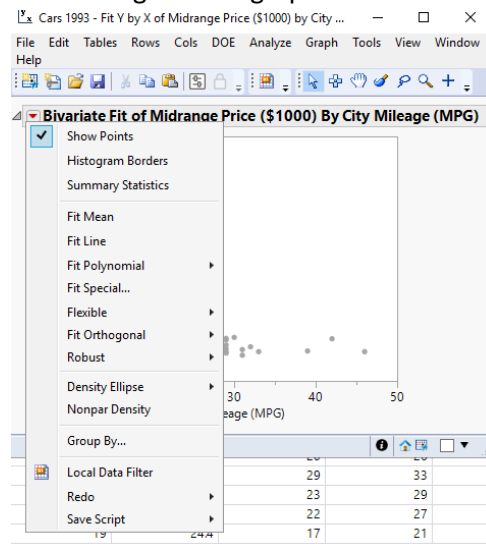 Cars 1993 - Fit Y by X of Midrange Price ($1000) by City ...
File Edit Tables Rows Cols DOE Analyze Graph Tools View Window
Help
Bivariate Fit of Midrange Price ($1000) By City Mileage (MPG)
Show Points
Histogram Borders
Summary Statistics
Fit Mean
Fit Line
Fit Polynomial
Fit Special...
Flexible
Fit Orthogonal
Robust
Density Ellipse
Nonpar Density
Group By...
Local Data Filter
Redo
Save Script
30 40 50
eage (MPG)
29 33
23 29
22 27
19 24.4 17 21